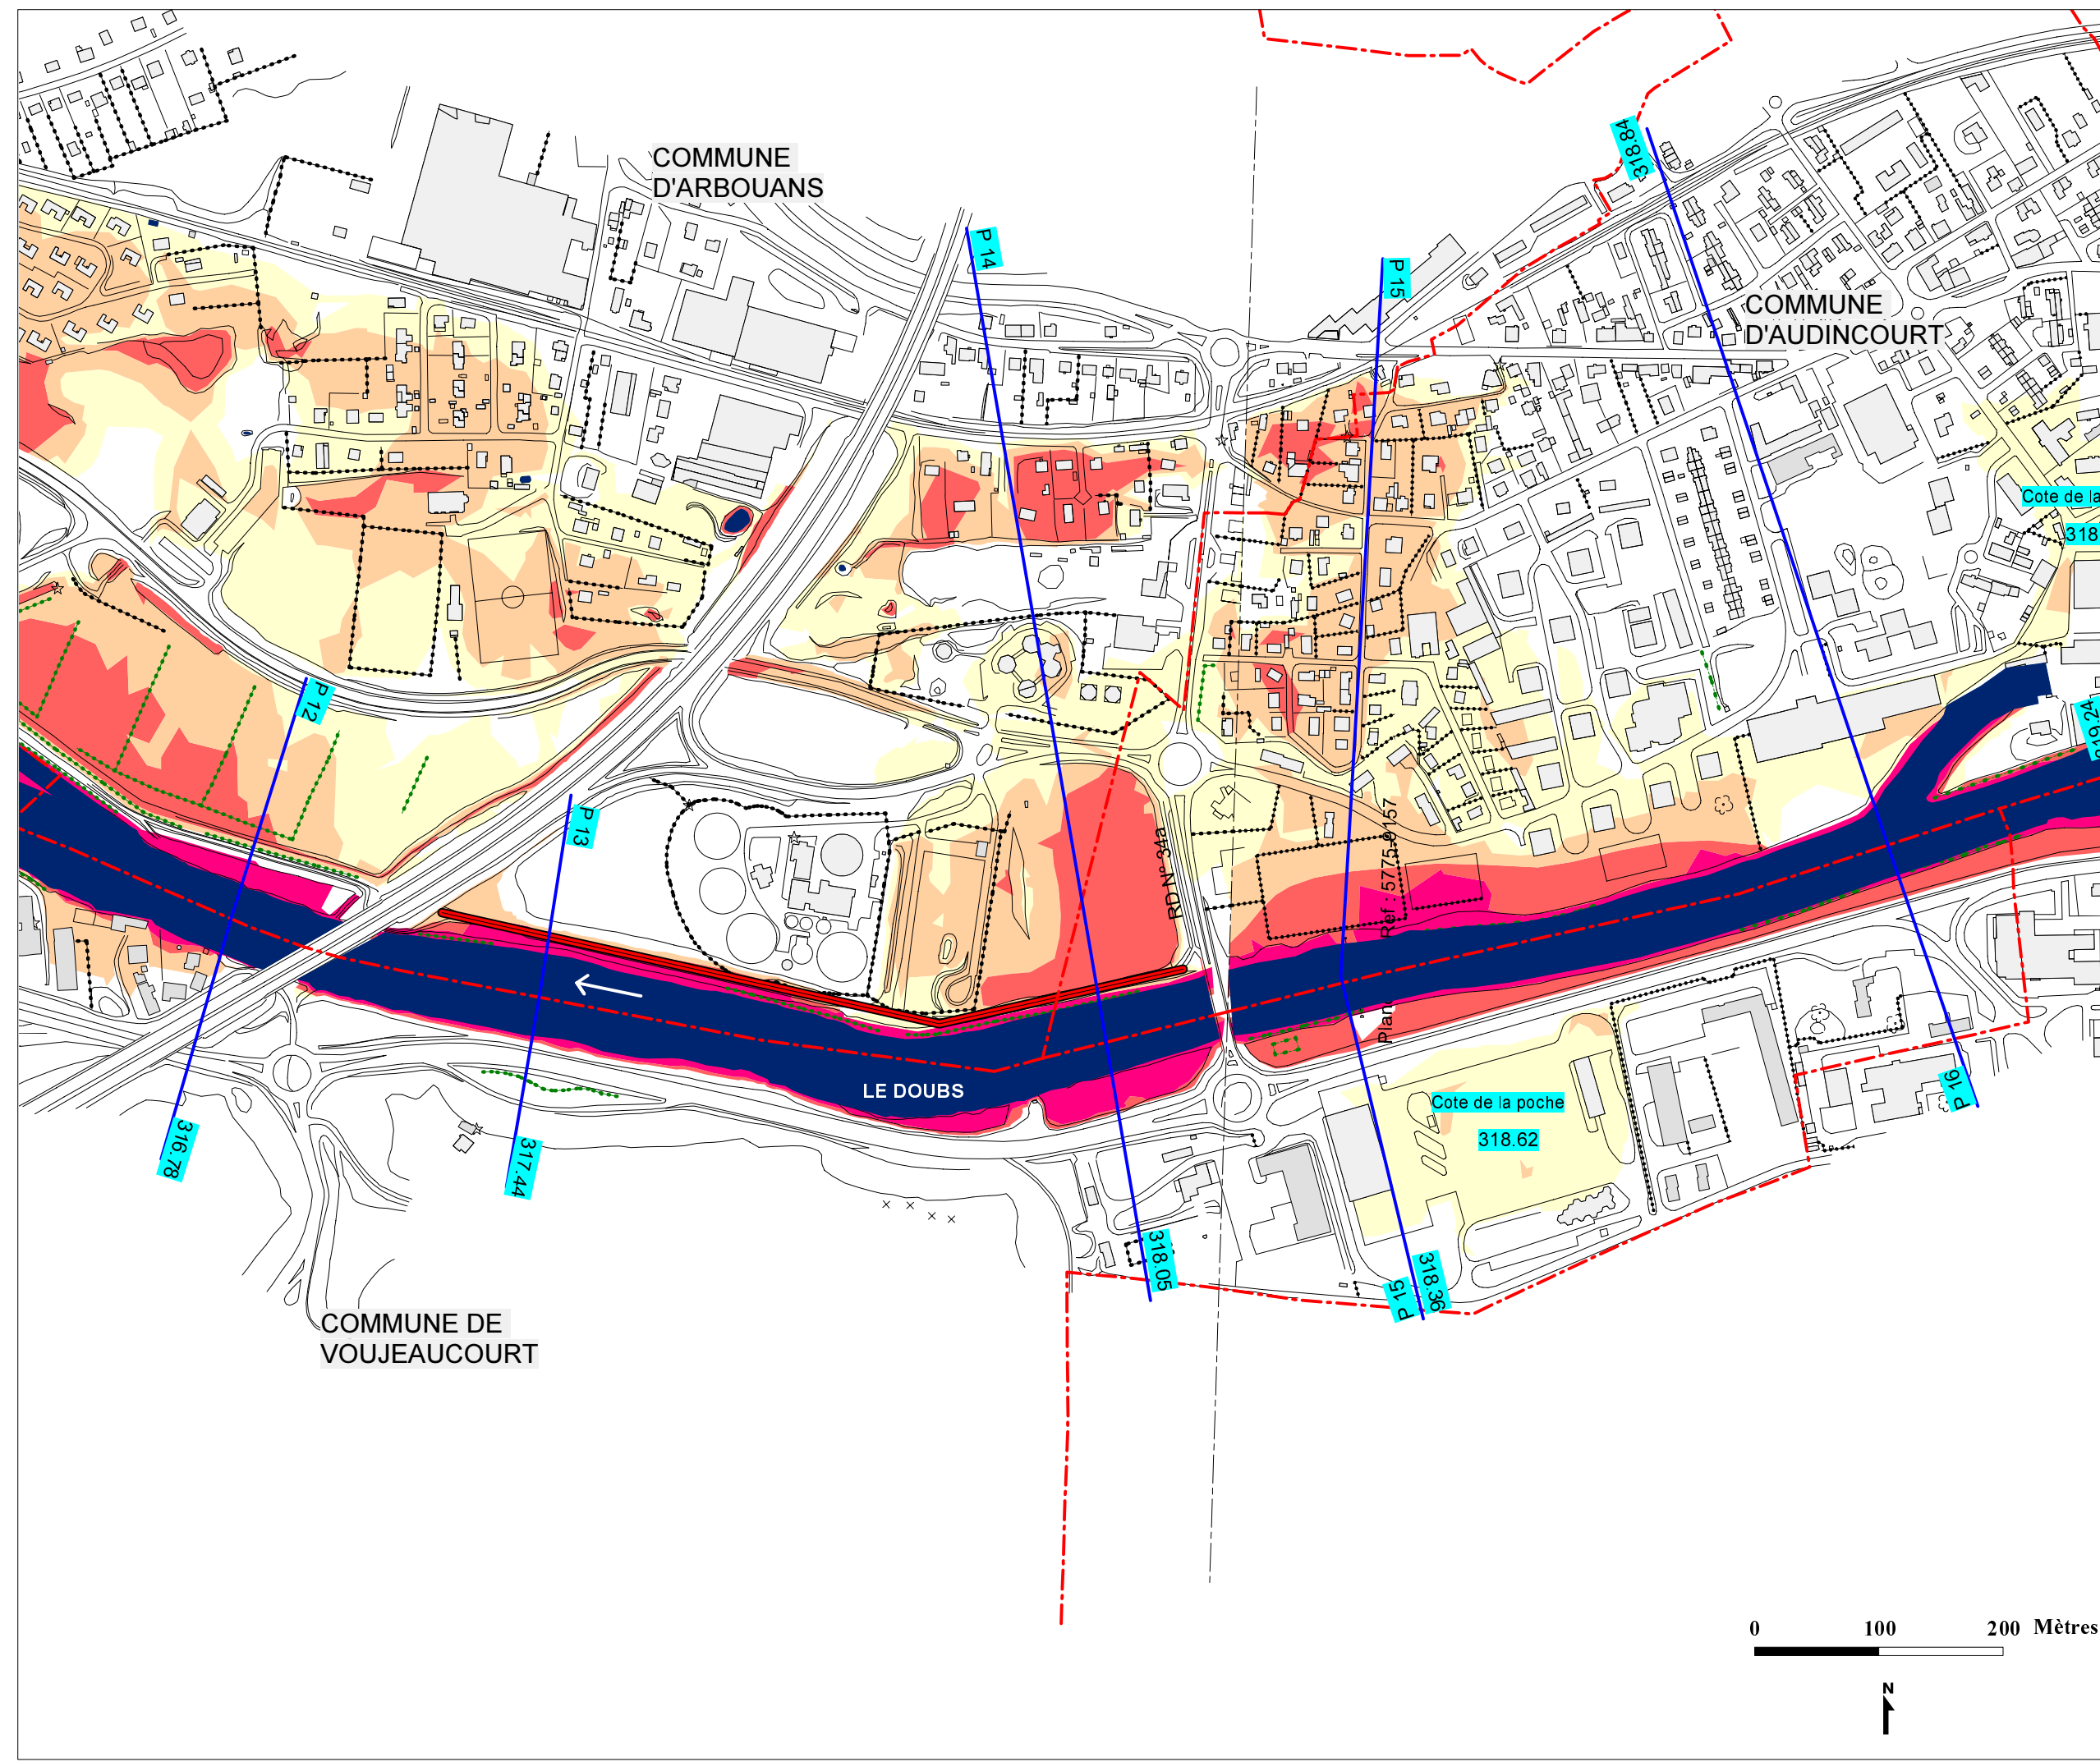 COMMUNE
D'ARBOUANS
318.84
P 14
P 15
COMMUNE
D'AUDINCOURT
Cote de la
318
P 12
319.24
P 13
RD N° 34a
Ref : 5775-9157
LE DOUBS
Cote de la poche
318.62
P 16
316.78
317.44
318.05
318.36
P 15
COMMUNE DE
VOUJEAUCOURT
0 100 200 Mètres
N